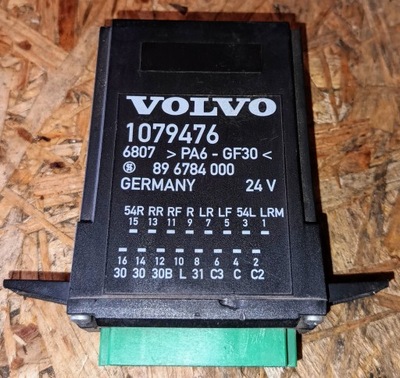 VOLVO
1079476
6807 >PA6-GF30<
89 6784 000
GERMANY 24 V
54R RR RF R LR LF 54L LRM
15 13 11 9 7 5 3 1
16 14 12 10 8 6 4 2
30 30 30B L 31 C3 C C2